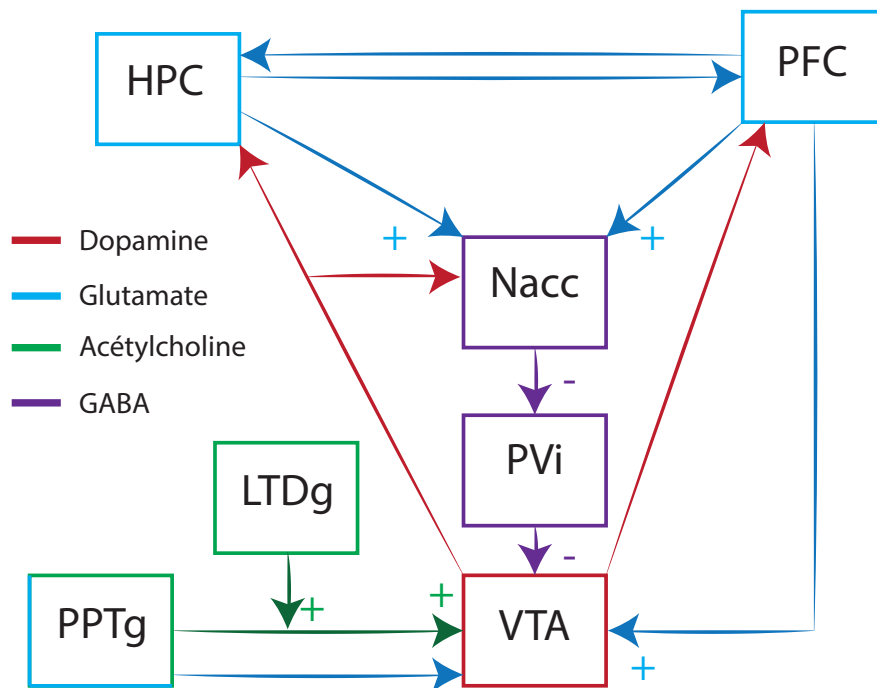 HPC
PFC
+
+
Dopamine
Nacc
Glutamate
Acétylcholine
-
GABA
PVi
LTDg
-
+
+
PPTg
VTA
+